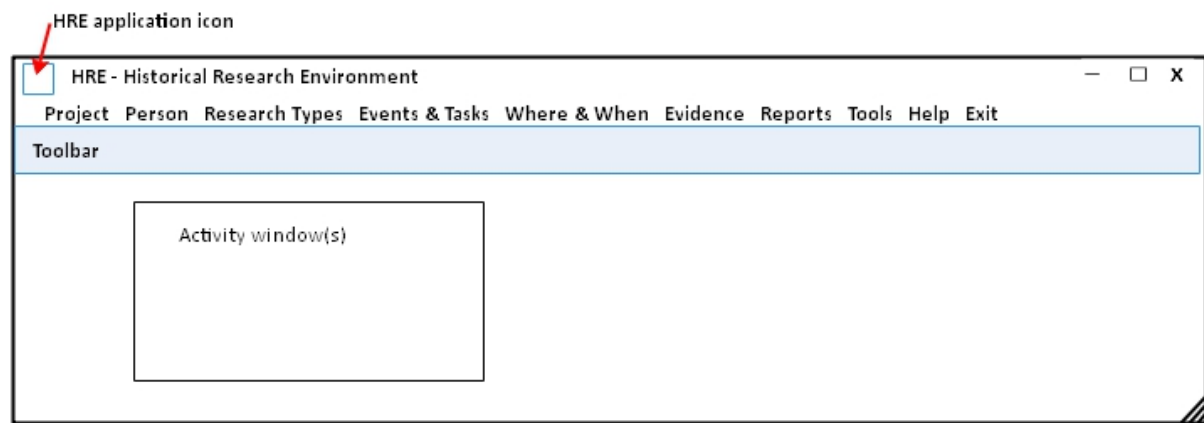 HRE application icon
HRE - Historical Research Environment
X
Project Person Research Types Events & Tasks Where & When Evidence Reports Tools Help Exit
Toolbar
Activity window(s)